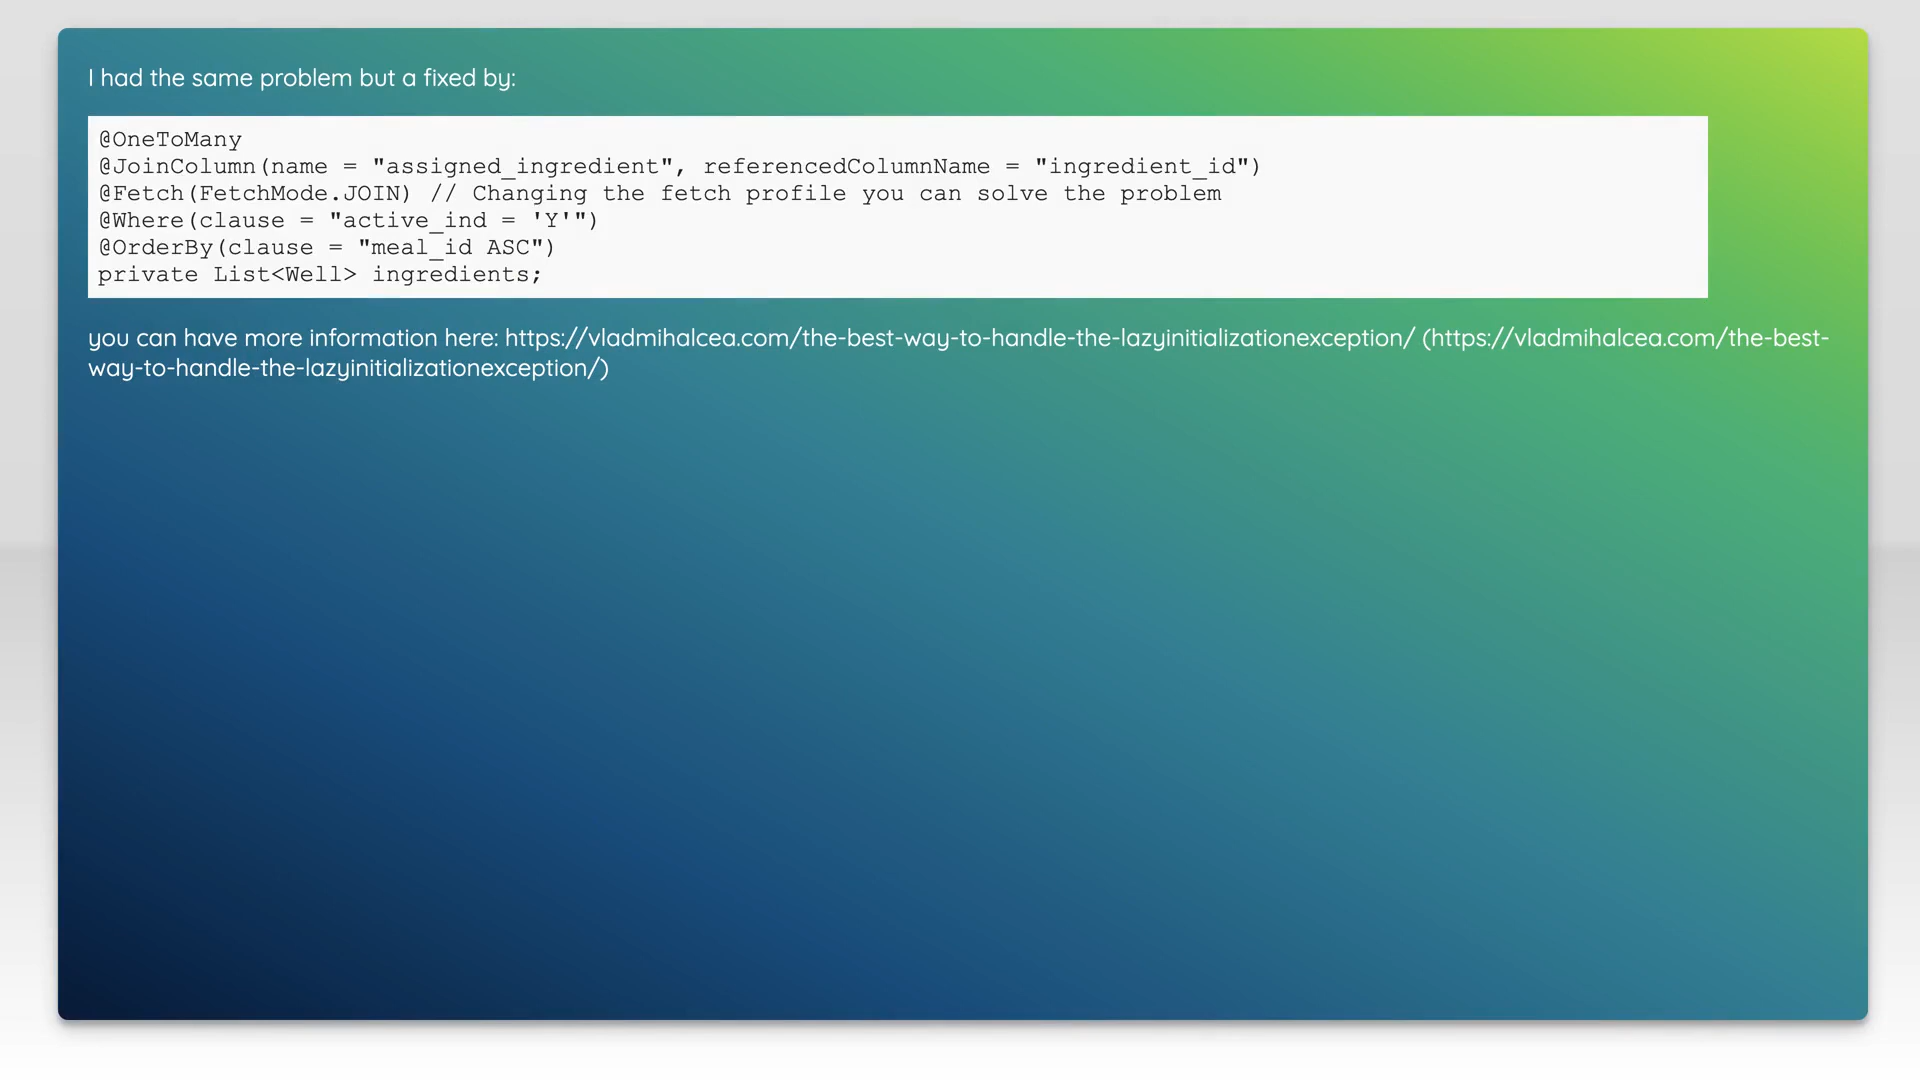 I had the same problem but a fixed by:
@OneToMany
@JoinColumn(name = "assigned_ingredient", referencedColumnName = "ingredient_id")
@Fetch(FetchMode.JOIN) // Changing the fetch profile you can solve the problem
@Where(clause = "active_ind = 'Y'")
@OrderBy(clause = "meal_id ASC")
private List<Well> ingredients;
you can have more information here: https://vladmihalcea.com/the-best-way-to-handle-the-lazyinitializationexception/ (https://vladmihalcea.com/the-best-
way-to-handle-the-lazyinitializationexception/)